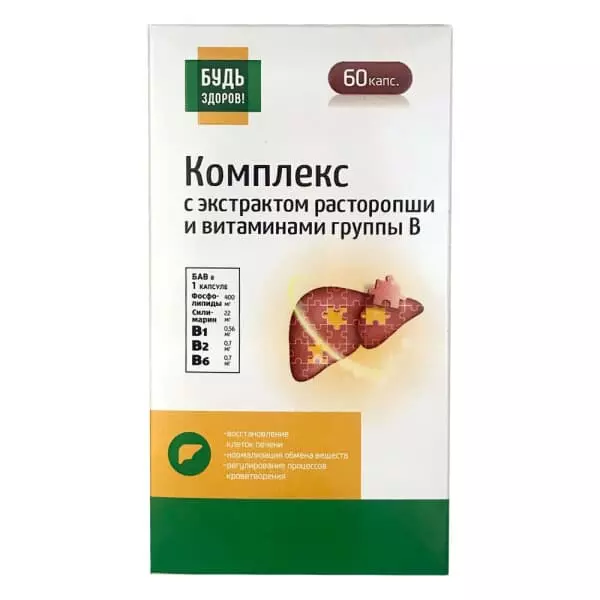 БУДЬ
ЗДОРОВ!
60 капс.
Комплекс
с экстрактом расторопши
и витаминами группы В
БАВ в
1 КАПСУЛЕ
Фосфо-
липиды 400 мг
Сили-
марин 22 мг
B1 0,56 мг
B2 0,7 мг
B6 0,7 мг
-восстановление
клеток печени
-нормализация обмена веществ
-регулирование процессов
кроветворения